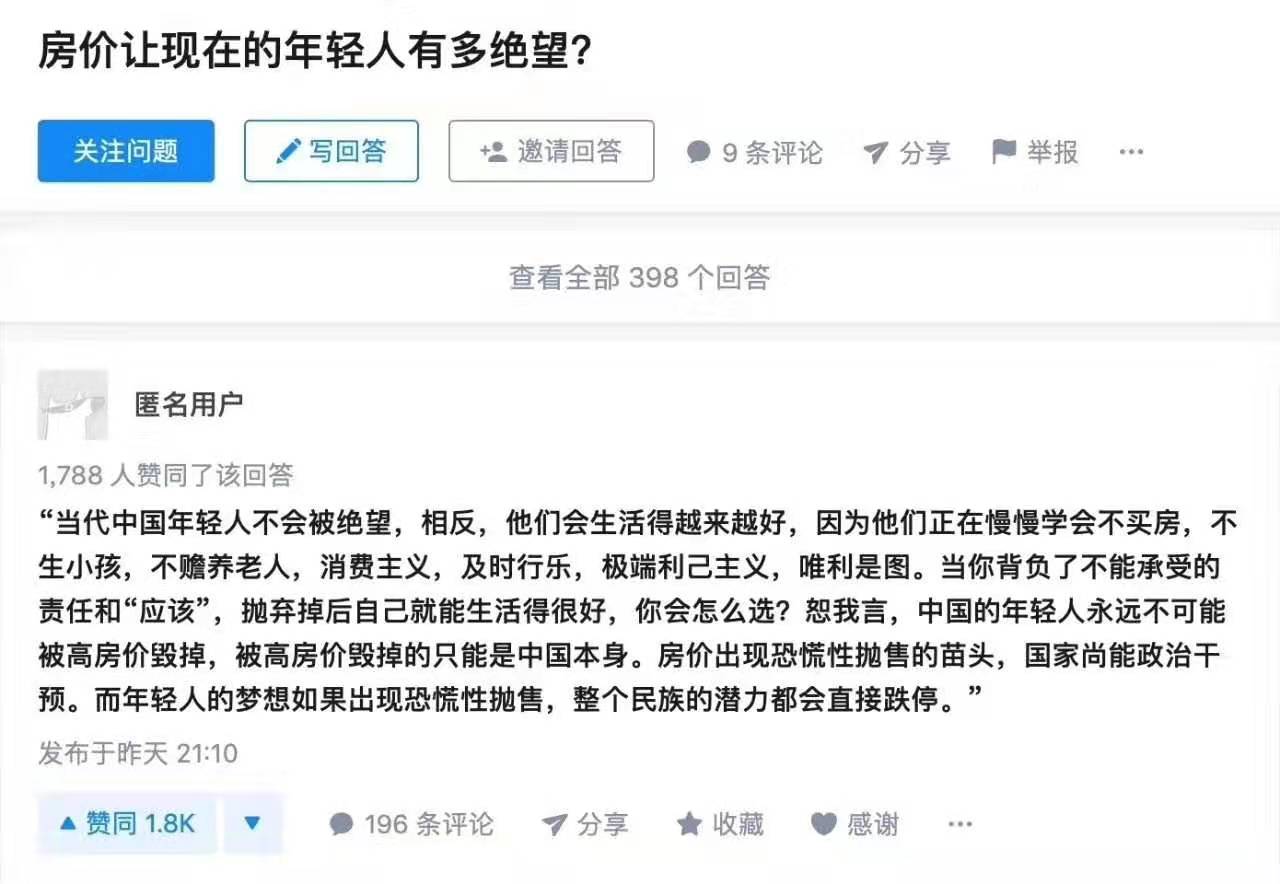 房价让现在的年轻人有多绝望？
关注问题 写回答 邀请回答 9 条评论 分享 举报 ···
查看全部 398 个回答
匿名用户
1,788 人赞同了该回答
“当代中国年轻人不会被绝望，相反，他们会生活得越来越好，因为他们正在慢慢学会不买房，不
生小孩，不赡养老人，消费主义，及时行乐，极端利己主义，唯利是图。当你背负了不能承受的
责任和“应该”，抛弃掉后自己就能生活得很好，你会怎么选？恕我言，中国的年轻人永远不可能
被高房价毁掉，被高房价毁掉的只能是中国本身。房价出现恐慌性抛售的苗头，国家尚能政治干
预。而年轻人的梦想如果出现恐慌性抛售，整个民族的潜力都会直接跌停。”
发布于昨天 21:10
赞同 1.8K 196 条评论 分享 收藏 感谢 ···